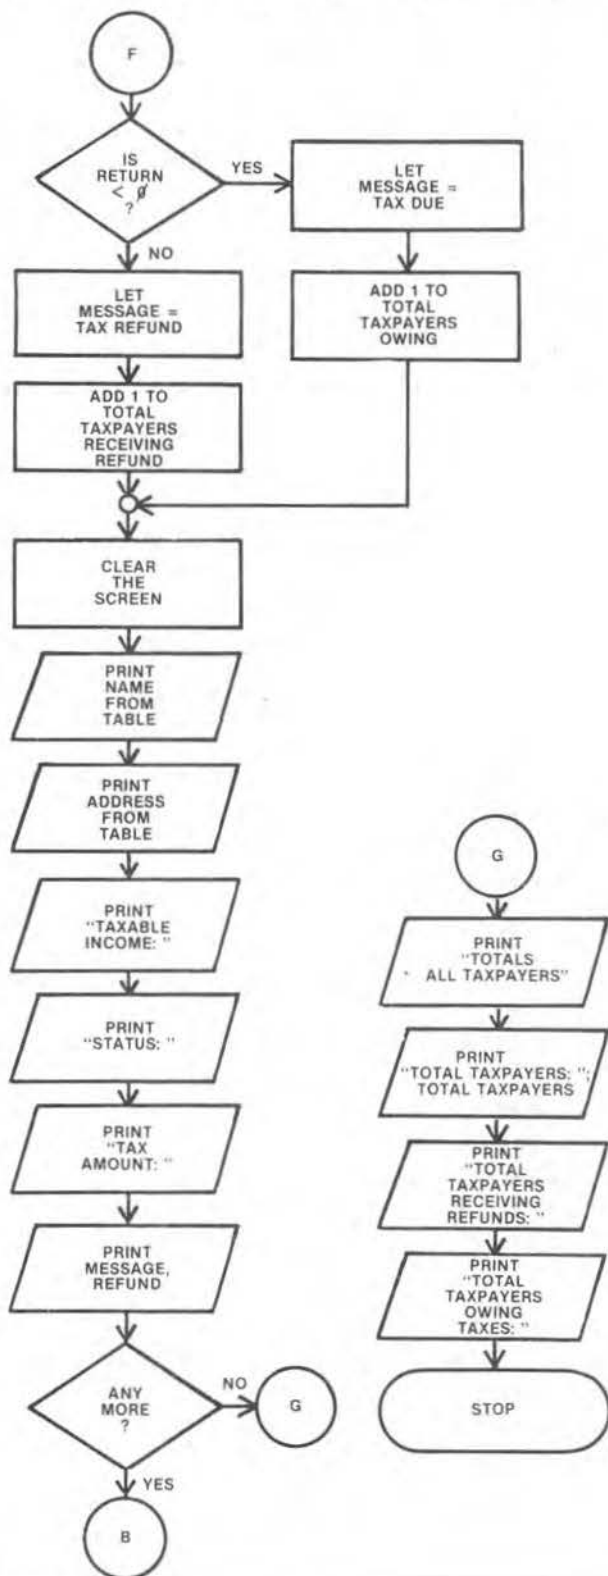 F
IS
RETURN
< 0
?
YES
LET
MESSAGE =
TAX DUE
NO
LET
MESSAGE =
TAX REFUND
ADD 1 TO
TOTAL
TAXPAYERS
OWING
ADD 1 TO
TOTAL
TAXPAYERS
RECEIVING
REFUND
CLEAR
THE
SCREEN
PRINT
NAME
FROM
TABLE
PRINT
ADDRESS
FROM
TABLE
PRINT
"TAXABLE
INCOME: "
PRINT
"STATUS: "
PRINT
"TAX
AMOUNT: "
PRINT
MESSAGE,
REFUND
ANY
MORE
?
NO
G
YES
B
G
PRINT
"TOTALS
' ALL TAXPAYERS"
PRINT
"TOTAL TAXPAYERS: ";
TOTAL TAXPAYERS
PRINT
"TOTAL
TAXPAYERS
RECEIVING
REFUNDS: "
PRINT
"TOTAL
TAXPAYERS
OWING
TAXES: "
STOP